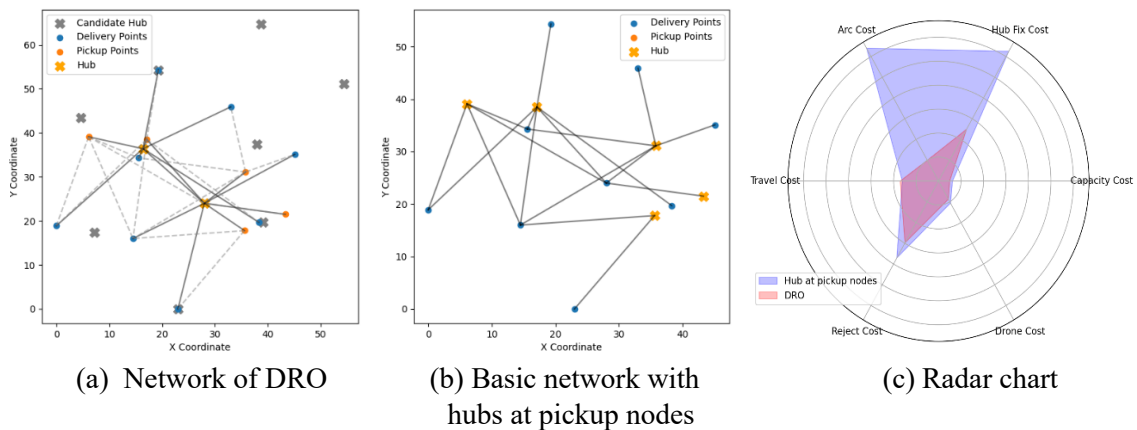 Candidate Hub
Delivery Points
Pickup Points
Hub
60
50
40
30
20
10
0
Y Coordinate
0 10 20 30 40 50
X Coordinate
(a) Network of DRO
Delivery Points
Pickup Points
Hub
50
40
30
20
10
0
Y Coordinate
0 10 20 30 40
X Coordinate
(b) Basic network with
hubs at pickup nodes
Arc Cost
Hub Fix Cost
Travel Cost
Capacity Cost
Hub at pickup nodes
DRO
Reject Cost
Drone Cost
(c) Radar chart